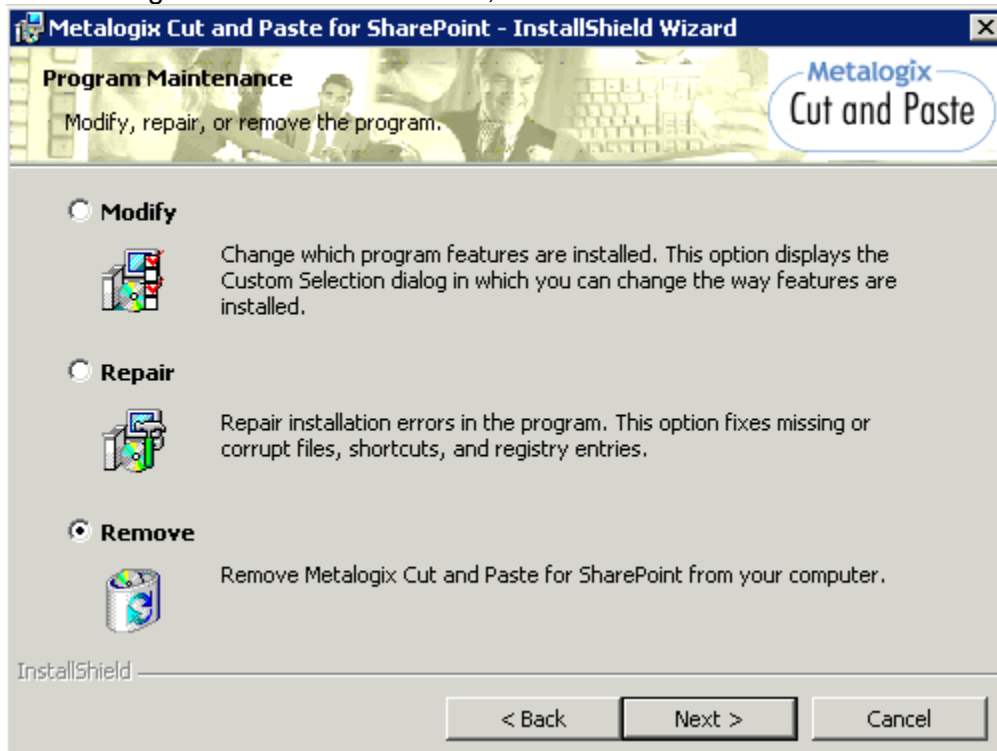 Metalogix Cut and Paste for SharePoint - InstallShield Wizard
Program Maintenance
Modify, repair, or remove the program.
Metalogix
Cut and Paste
Modify
Change which program features are installed. This option displays the
Custom Selection dialog in which you can change the way features are
installed.
Repair
Repair installation errors in the program. This option fixes missing or
corrupt files, shortcuts, and registry entries.
Remove
Remove Metalogix Cut and Paste for SharePoint from your computer.
InstallShield
< Back
Next >
Cancel